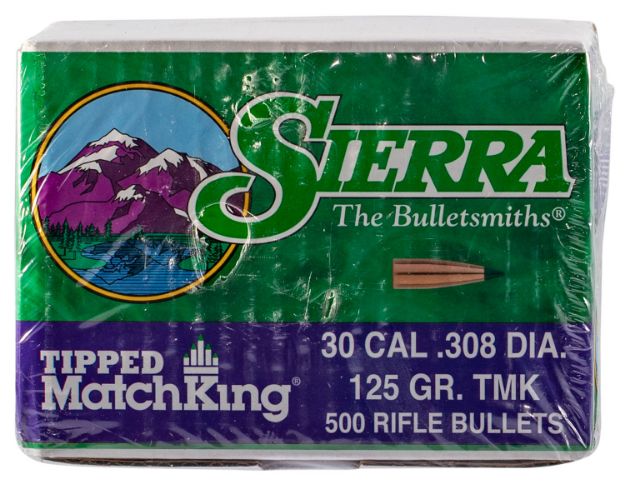 SIERRA
The Bulletsmiths®
TIPPED
MatchKing®
30 CAL .308 DIA.
125 GR. TMK
500 RIFLE BULLETS